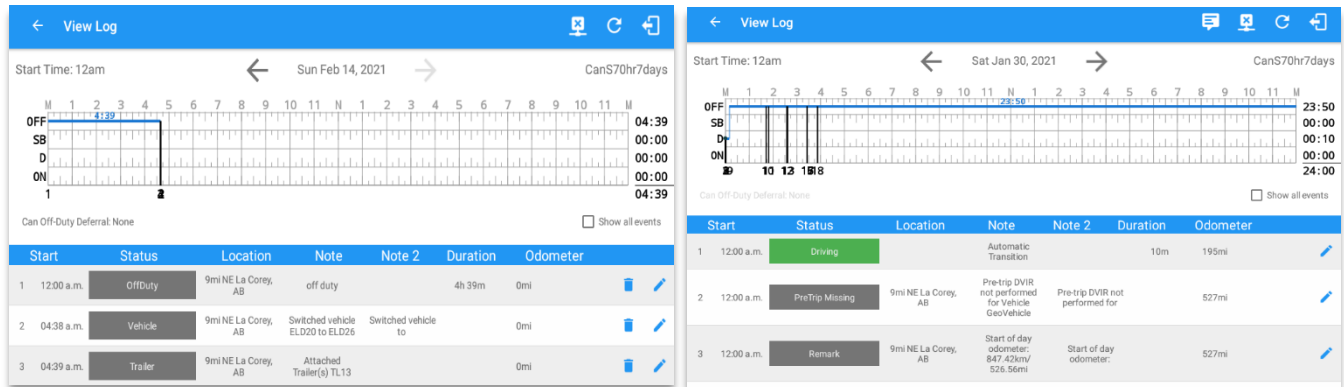 View Log
Start Time: 12am
Sun Feb 14, 2021
CanS70hr7days
M 1 2 3 4 5 6 7 8 9 10 11 N 1 2 3 4 5 6 7 8 9 10 11 M
OFF 4:39 04:39
SB 00:00
D 00:00
ON 00:00
1 04:39
Can Off-Duty Deferral: None
Show all events
Start Status Location Note Note 2 Duration Odometer
1 12:00 a.m. OffDuty 9mi NE La Corey, AB off duty 4h 39m 0mi
2 04:38 a.m. Vehicle 9mi NE La Corey, AB Switched vehicle ELD20 to ELD26 Switched vehicle to 0mi
3 04:39 a.m. Trailer 9mi NE La Corey, AB Attached Trailer(s) TL13 0mi
View Log
Start Time: 12am
Sat Jan 30, 2021
CanS70hr7days
M 1 2 3 4 5 6 7 8 9 10 11 N 1 2 3 4 5 6 7 8 9 10 11 M
OFF 23:50 23:50
SB 00:00
D 00:10
ON 00:00
24:00
Can Off-Duty Deferral: None
Show all events
Start Status Location Note Note 2 Duration Odometer
1 12:00 a.m. Driving Automatic Transition 10m 195mi
2 12:00 a.m. PreTrip Missing 9mi NE La Corey, AB Pre-trip DVIR not performed for Vehicle GeoVehicle Pre-trip DVIR not performed for 527mi
3 12:00 a.m. Remark 9mi NE La Corey, AB Start of day odometer: 847.42km/ 526.56mi Start of day odometer: 527mi